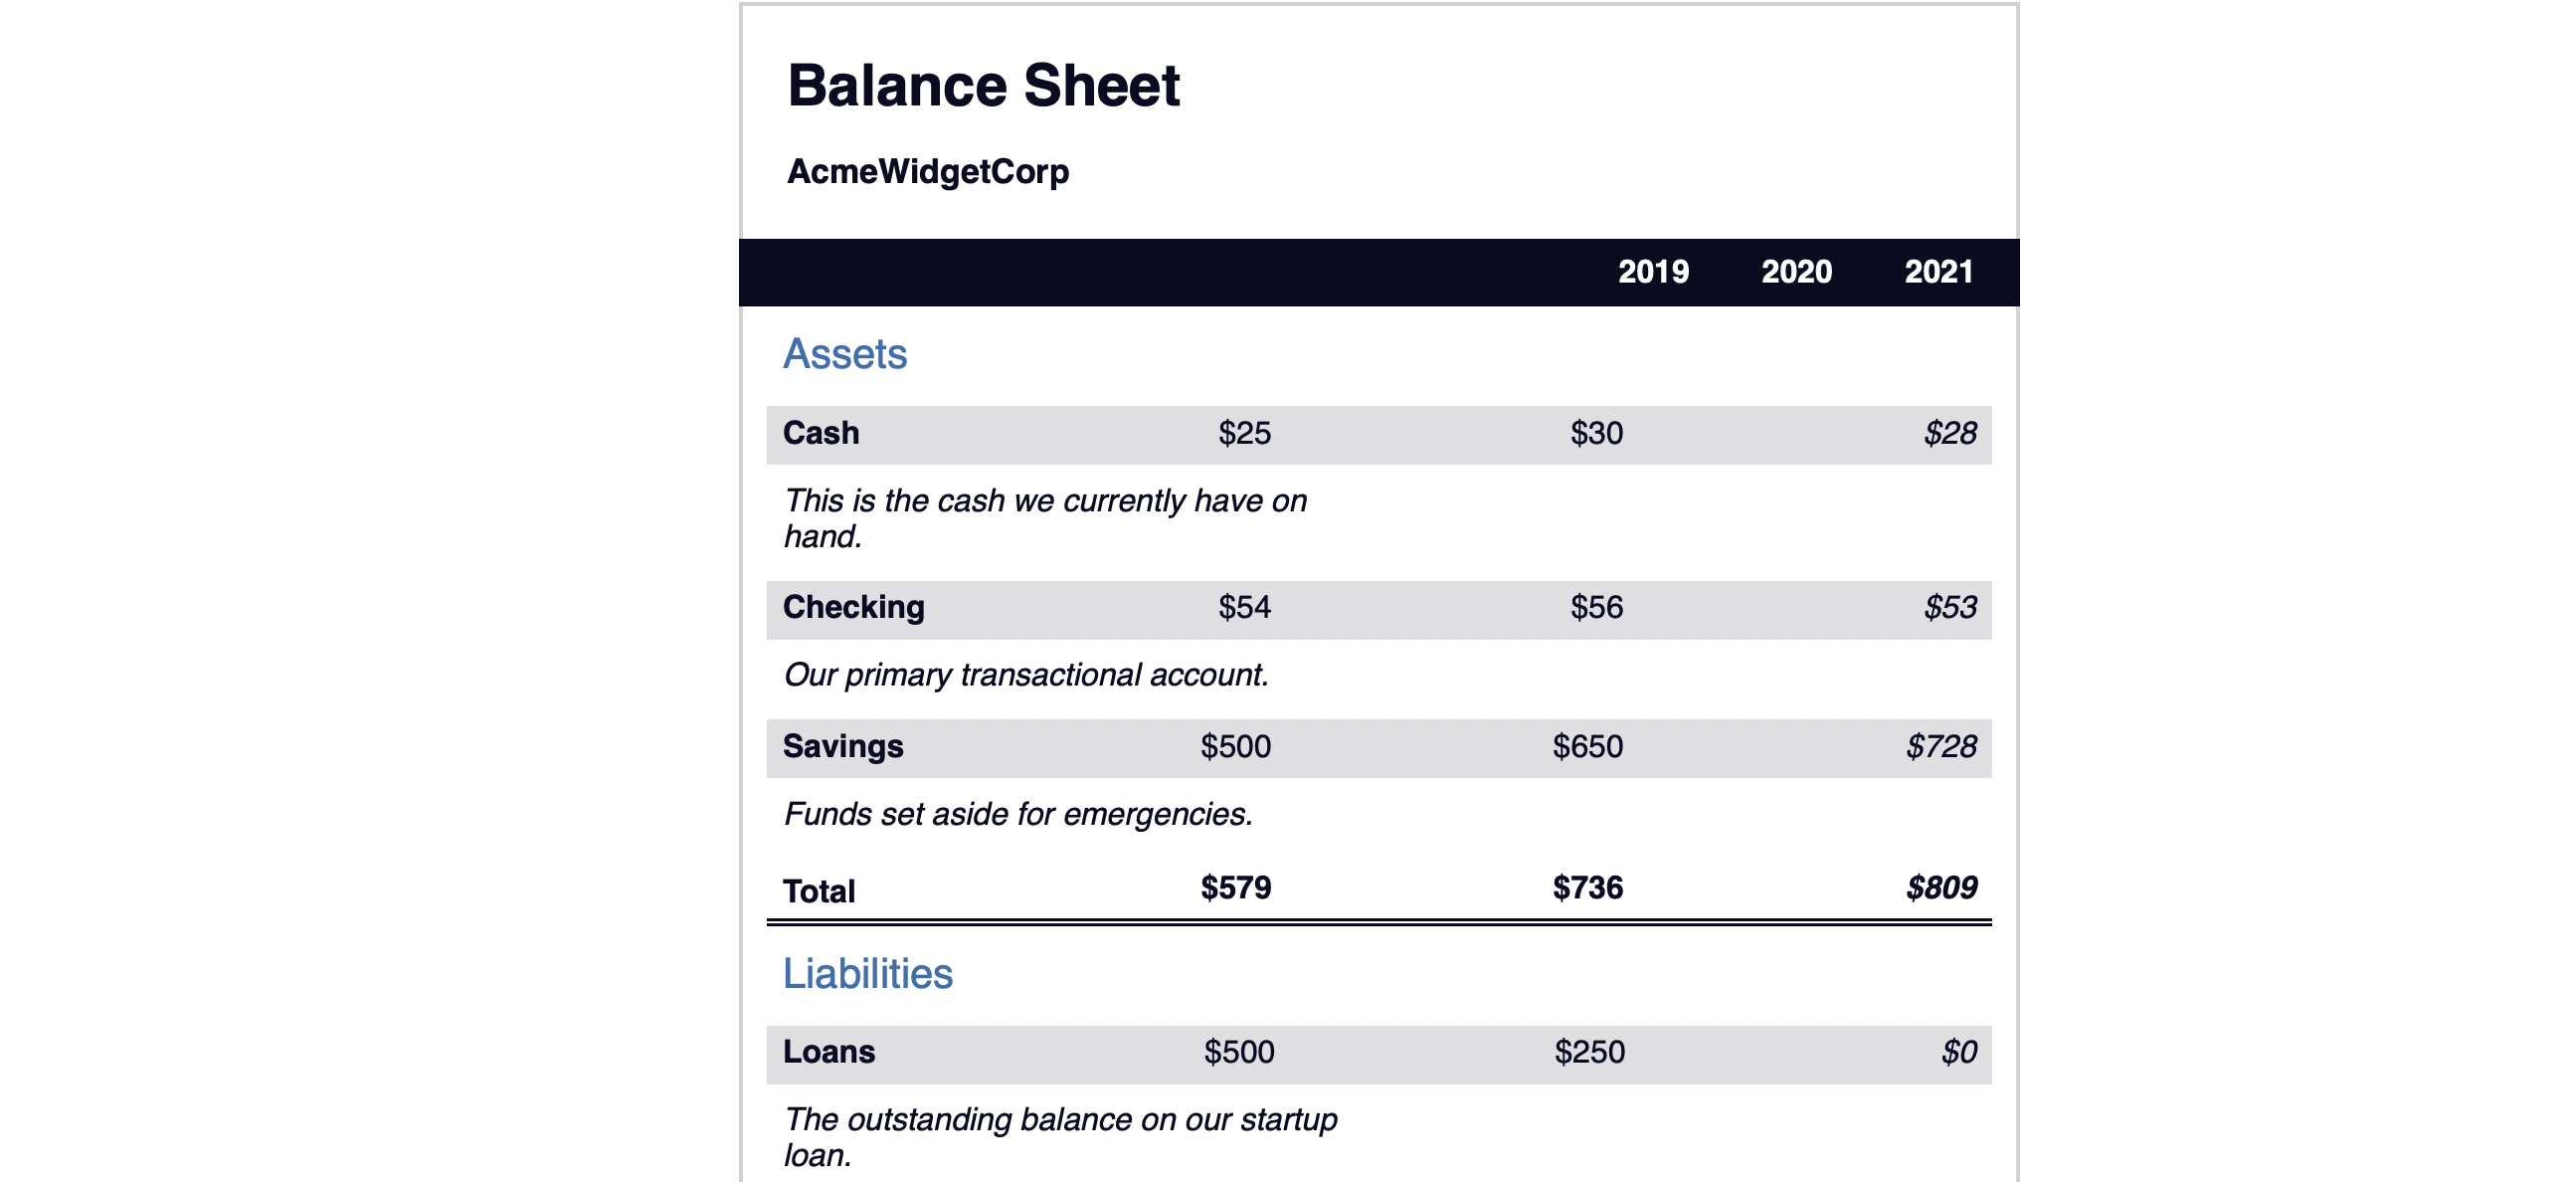 Balance Sheet
AcmeWidgetCorp
2019 2020 2021
Assets
Cash $25 $30 $28
This is the cash we currently have on
hand.
Checking $54 $56 $53
Our primary transactional account.
Savings $500 $650 $728
Funds set aside for emergencies.
Total $579 $736 $809
Liabilities
Loans $500 $250 $0
The outstanding balance on our startup
loan.